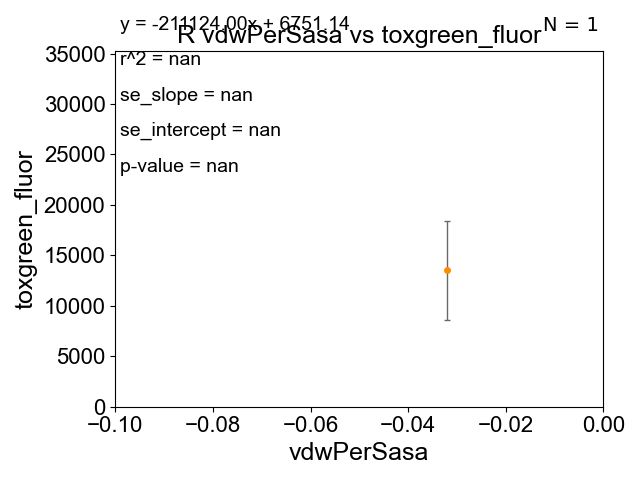 y = -211124.00x + 6751.14
N = 1
R vdwPerSasa vs toxgreen_fluor
r^2 = nan
se_slope = nan
se_intercept = nan
p-value = nan
35000
30000
25000
20000
15000
10000
5000
0
toxgreen_fluor
−0.10 −0.08 −0.06 −0.04 −0.02 0.00
vdwPerSasa